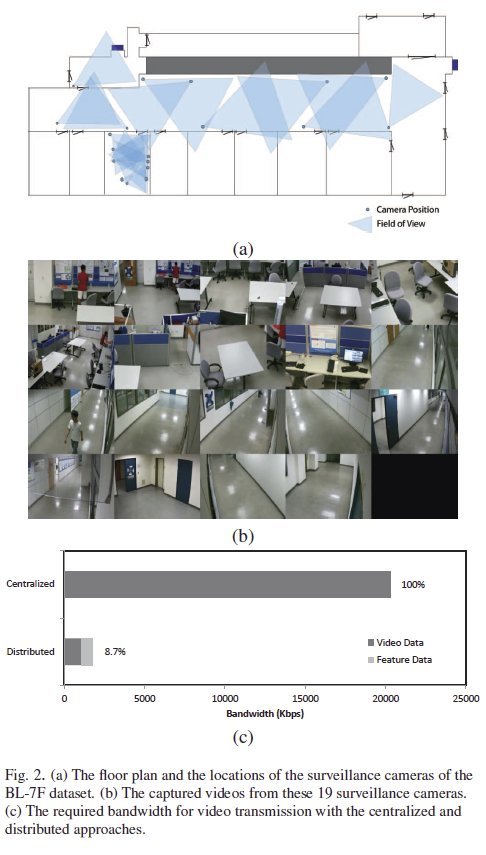 Camera Position
Field of View
(a)
(b)
Centralized
100%
Distributed
8.7%
Video Data
Feature Data
0
5000
10000
15000
20000
25000
Bandwidth (Kbps)
(c)
Fig. 2. (a) The floor plan and the locations of the surveillance cameras of the
BL-7F dataset. (b) The captured videos from these 19 surveillance cameras.
(c) The required bandwidth for video transmission with the centralized and
distributed approaches.